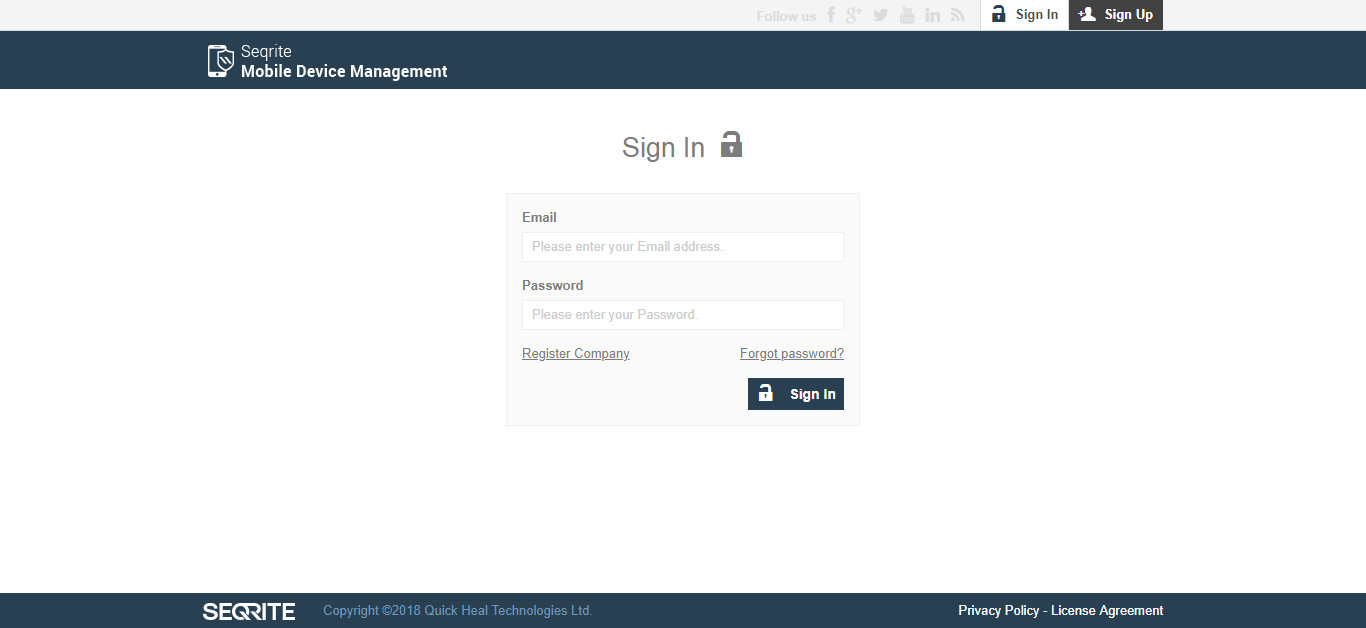 Follow us
Sign In
Sign Up
Seqrite
Mobile Device Management
Sign In
Email
Please enter your Email address.
Password
Please enter your Password.
Register Company
Forgot password?
Sign In
SEQRITE
Copyright ©2018 Quick Heal Technologies Ltd.
Privacy Policy - License Agreement